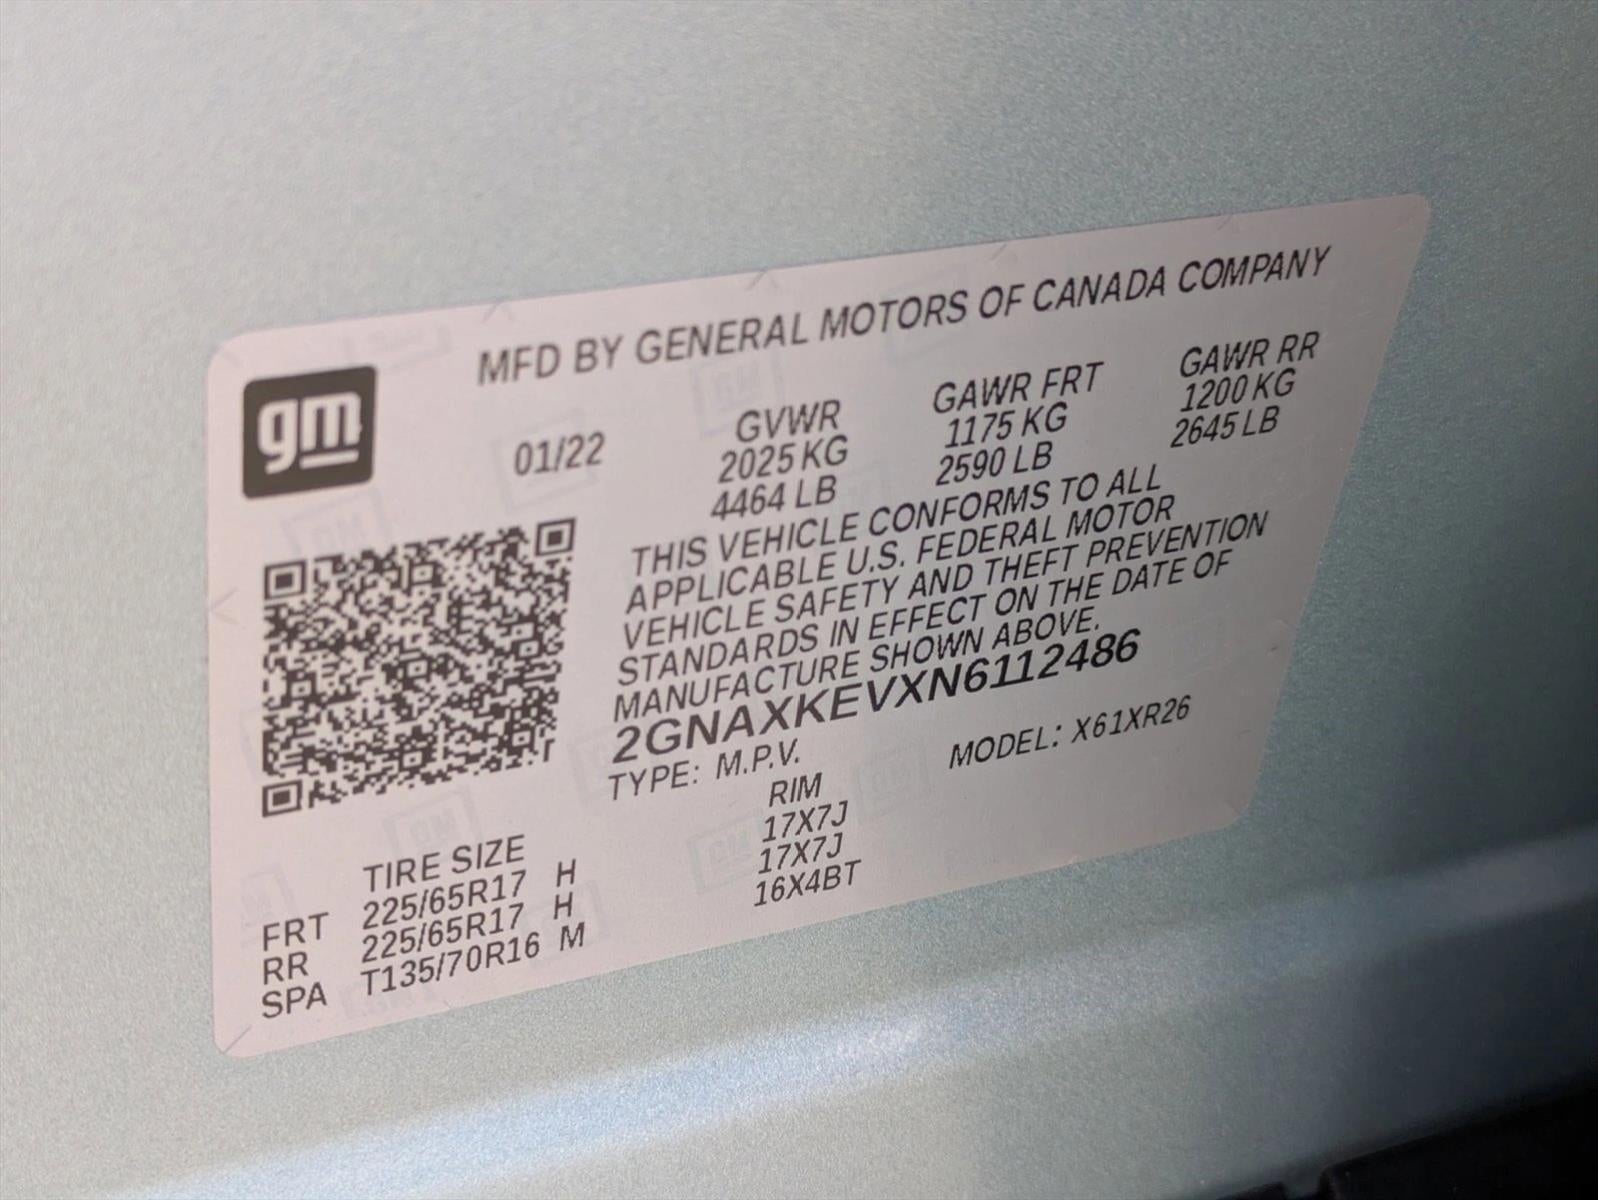 MFD BY GENERAL MOTORS OF CANADA COMPANY
gm
01/22
GVWR GAWR FRT GAWR RR
2025 KG 1175 KG 1200 KG
4464 LB 2590 LB 2645 LB
THIS VEHICLE CONFORMS TO ALL
APPLICABLE U.S. FEDERAL MOTOR
VEHICLE SAFETY AND THEFT PREVENTION
STANDARDS IN EFFECT ON THE DATE OF
MANUFACTURE SHOWN ABOVE.
2GNAXKEVXN6112486
TYPE: M.P.V. MODEL: X61XR26
TIRE SIZE RIM
FRT 225/65R17 H 17X7J
RR 225/65R17 H 17X7J
SPA T135/70R16 M 16X4BT